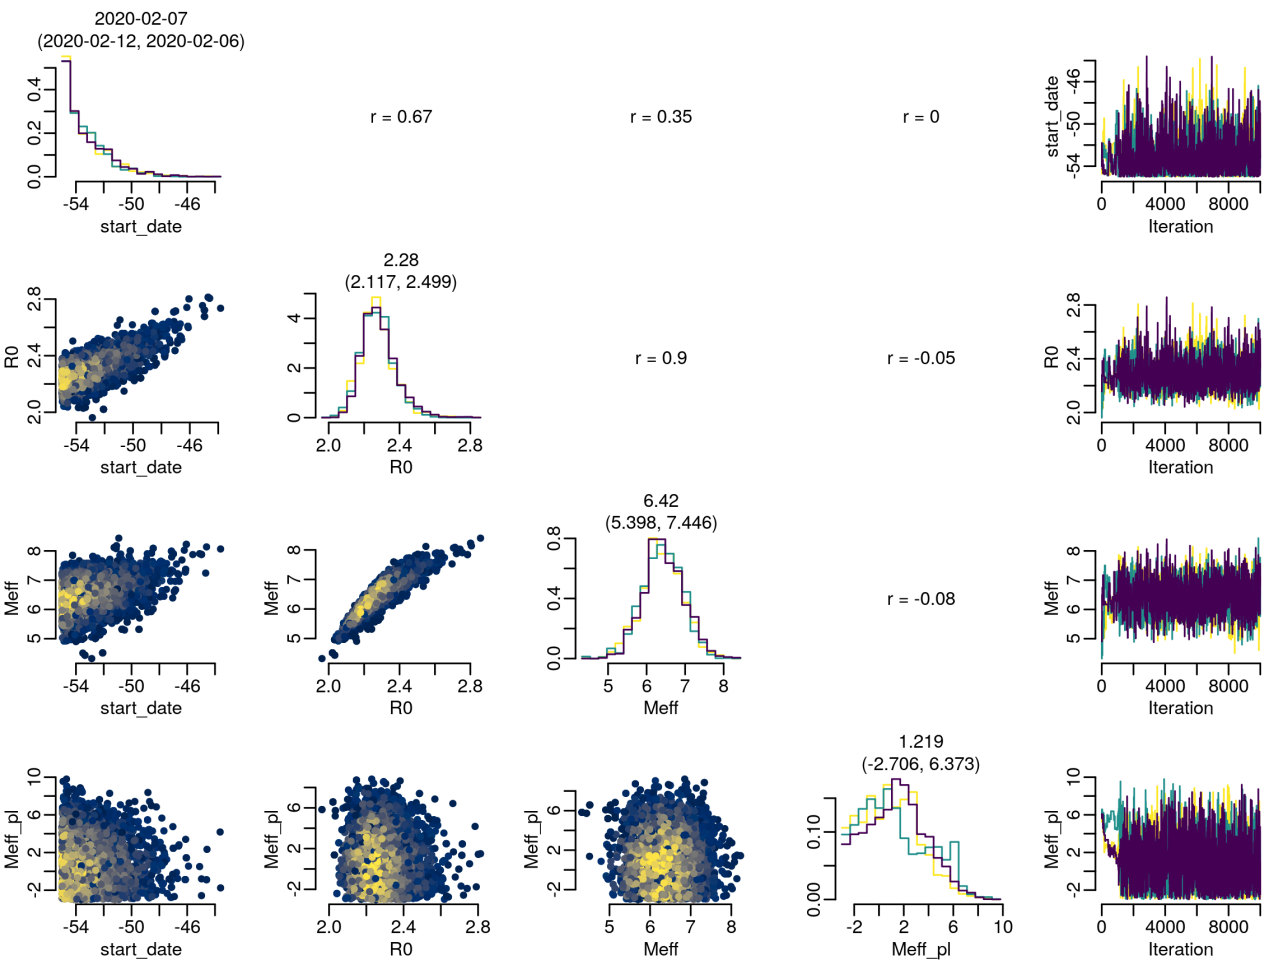 2020-02-07
(2020-02-12, 2020-02-06)
0.0 0.2 0.4
-54 -50 -46
start_date
r = 0.67
r = 0.35
r = 0
start_date
-54 -50 -46
0 4000 8000
Iteration
R0
2.0 2.4 2.8
-54 -50 -46
start_date
2.28
(2.117, 2.499)
0 2 4
2.0 2.4 2.8
R0
r = 0.9
r = -0.05
R0
2.0 2.4 2.8
0 4000 8000
Iteration
Meff
5 6 7 8
-54 -50 -46
start_date
Meff
5 6 7 8
2.0 2.4 2.8
R0
6.42
(5.398, 7.446)
0.0 0.4 0.8
5 6 7 8
Meff
r = -0.08
Meff
5 6 7 8
0 4000 8000
Iteration
Meff_pl
-2 2 6 10
-54 -50 -46
start_date
Meff_pl
-2 2 6
2.0 2.4 2.8
R0
Meff_pl
-2 2 6
5 6 7 8
Meff
1.219
(-2.706, 6.373)
0.00 0.10
-2 2 6 10
Meff_pl
Meff_pl
-2 2 6 10
0 4000 8000
Iteration